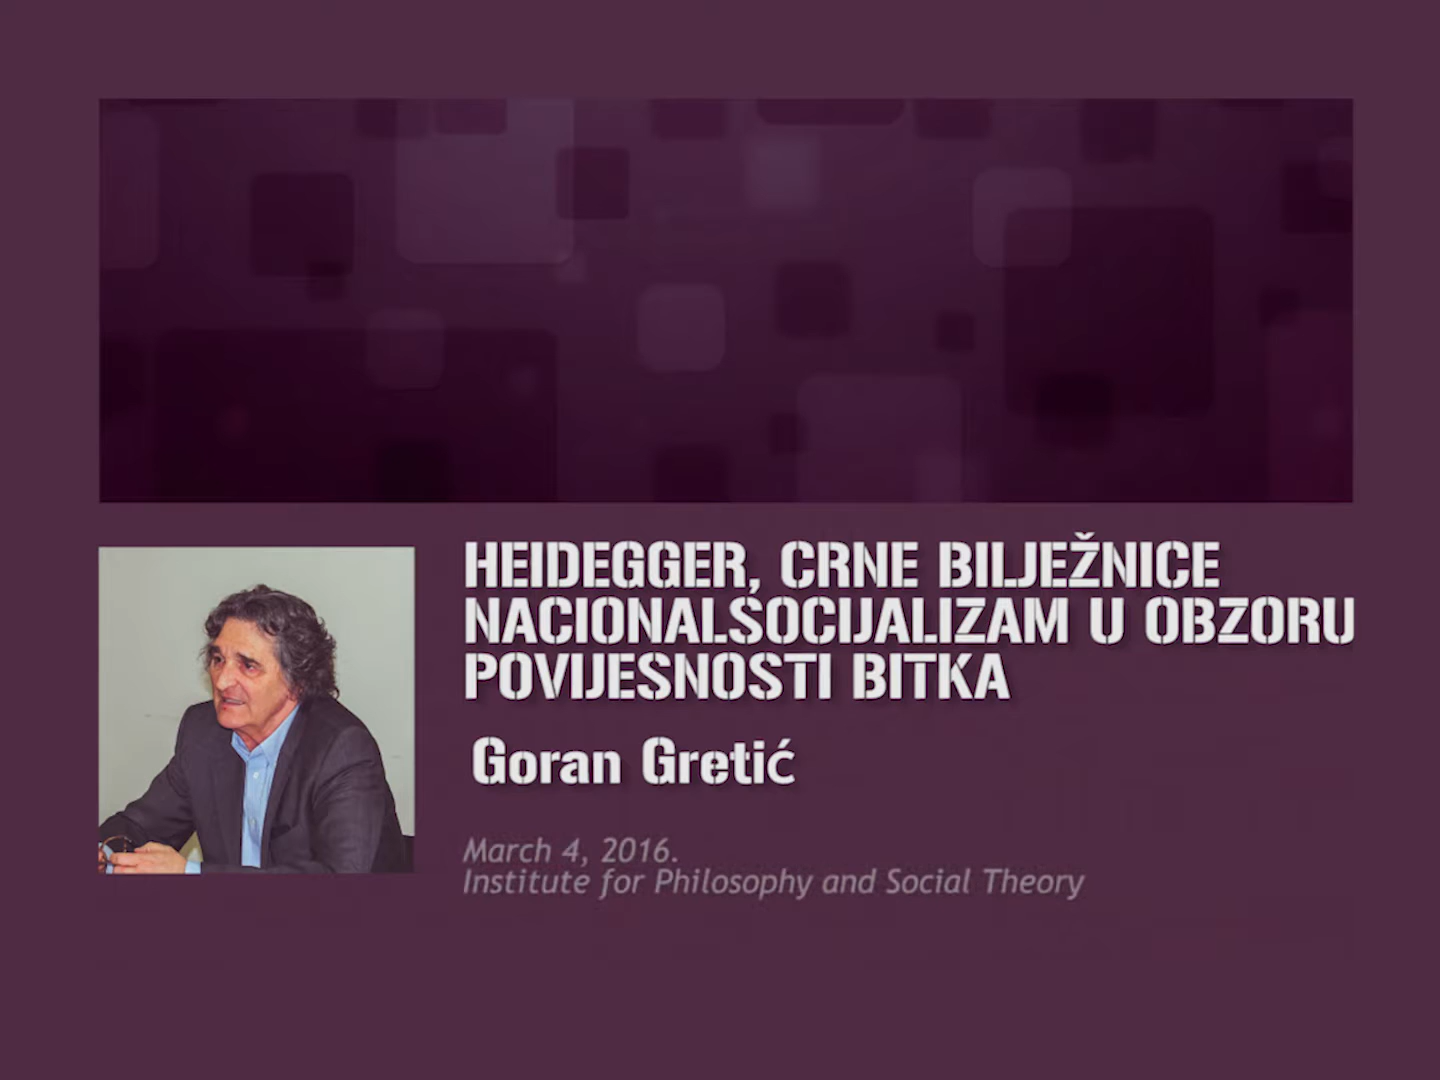 HEIDEGGER, CRNE BILJEŽNICE
NACIONALSOCIJALIZAM U OBZORU
POVIJESNOSTI BITKA
Goran Gretić
March 4, 2016.
Institute for Philosophy and Social Theory